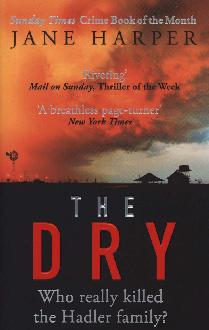 Sunday Times Crime Book of the Month
JANE HARPER
'Riveting'
Mail on Sunday, Thriller of the Week
'A breathless page-turner'
New York Times
THE
DRY
Who really killed
the Hadler family?